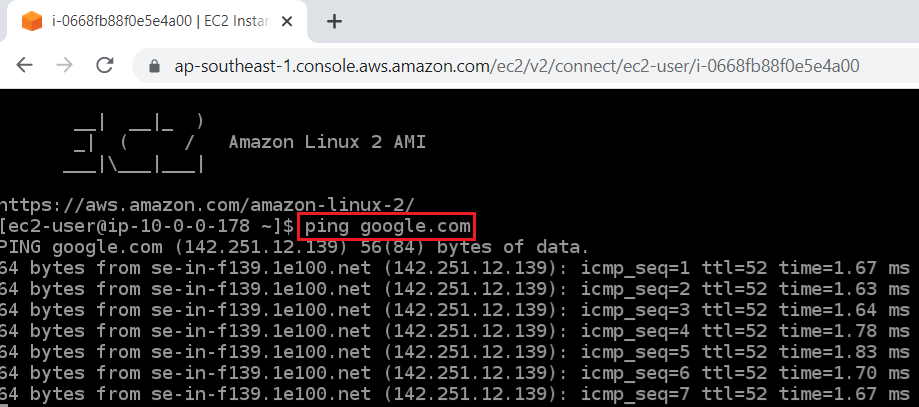 i-0668fb88f0e5e4a00 | EC2 Instan
ap-southeast-1.console.aws.amazon.com/ec2/v2/connect/ec2-user/i-0668fb88f0e5e4a00
__|  __|_  )
_|  (     /   Amazon Linux 2 AMI
___|\___|___|
https://aws.amazon.com/amazon-linux-2/
[ec2-user@ip-10-0-0-178 ~]$ ping google.com
PING google.com (142.251.12.139) 56(84) bytes of data.
64 bytes from se-in-f139.1e100.net (142.251.12.139): icmp_seq=1 ttl=52 time=1.67 ms
64 bytes from se-in-f139.1e100.net (142.251.12.139): icmp_seq=2 ttl=52 time=1.63 ms
64 bytes from se-in-f139.1e100.net (142.251.12.139): icmp_seq=3 ttl=52 time=1.64 ms
64 bytes from se-in-f139.1e100.net (142.251.12.139): icmp_seq=4 ttl=52 time=1.78 ms
64 bytes from se-in-f139.1e100.net (142.251.12.139): icmp_seq=5 ttl=52 time=1.83 ms
64 bytes from se-in-f139.1e100.net (142.251.12.139): icmp_seq=6 ttl=52 time=1.70 ms
64 bytes from se-in-f139.1e100.net (142.251.12.139): icmp_seq=7 ttl=52 time=1.67 ms